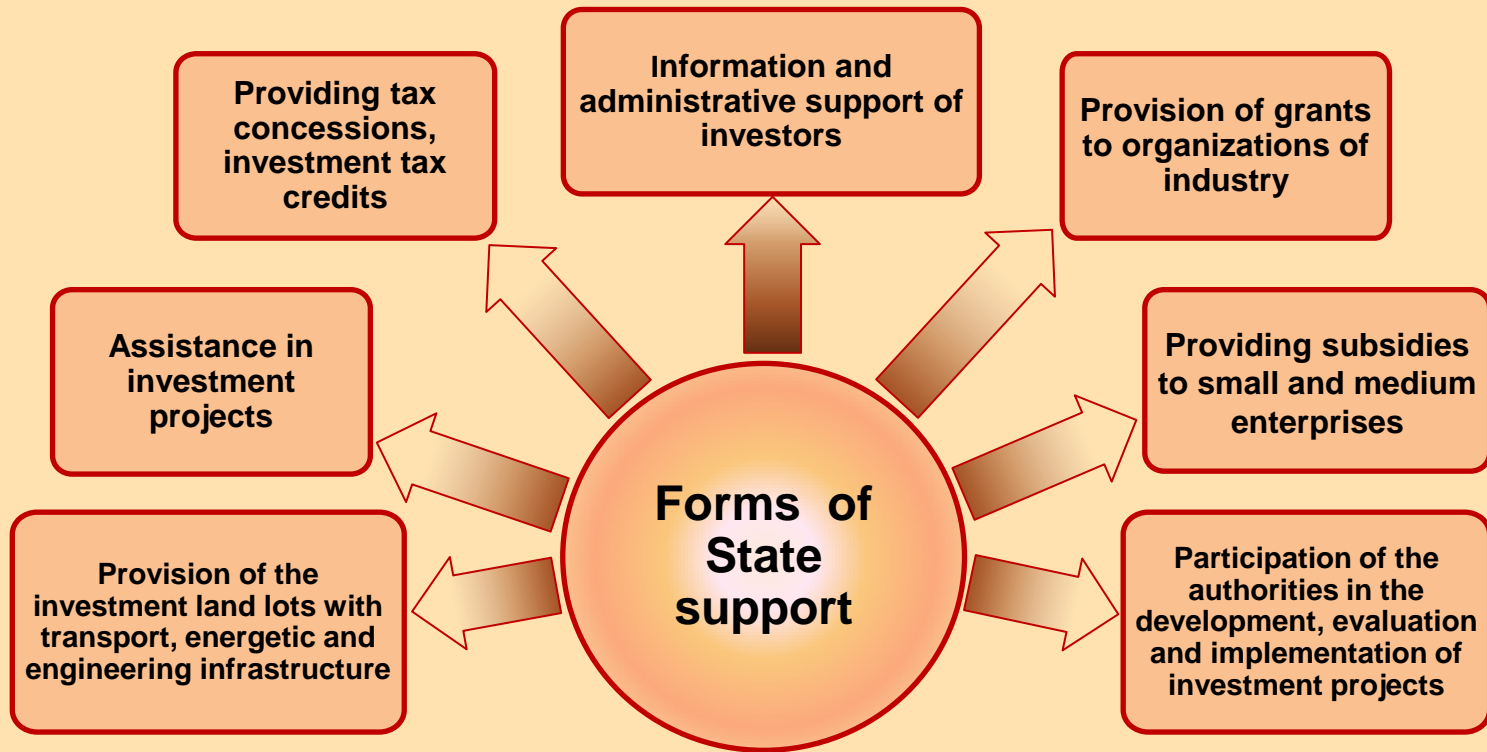 Information and
administrative support of
investors
Providing tax
concessions,
investment tax
credits
Provision of grants
to organizations of
industry
Assistance in
investment
projects
Providing subsidies
to small and medium
enterprises
Forms of
State
support
Provision of the
investment land lots with
transport, energetic and
engineering infrastructure
Participation of the
authorities in the
development, evaluation
and implementation of
investment projects